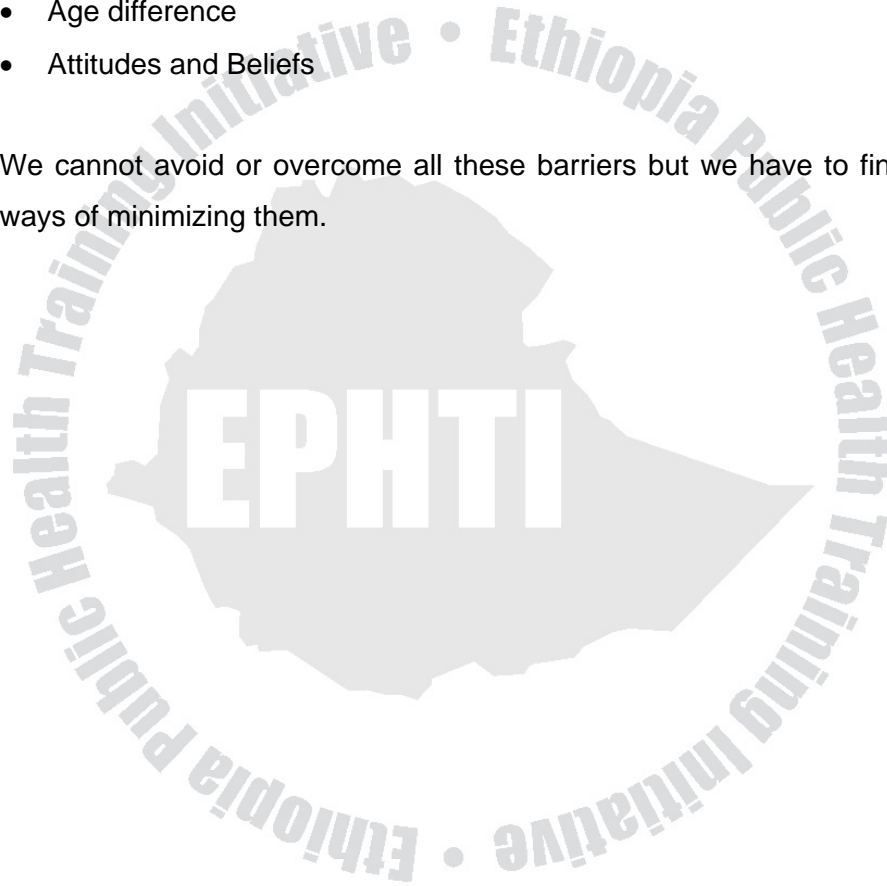 • Age difference
• Attitudes and Beliefs
We cannot avoid or overcome all these barriers but we have to fin
ways of minimizing them.
Ethiopia Public Health Training Initiative • Ethiopia Public Health Training Initiative •
EPHTI